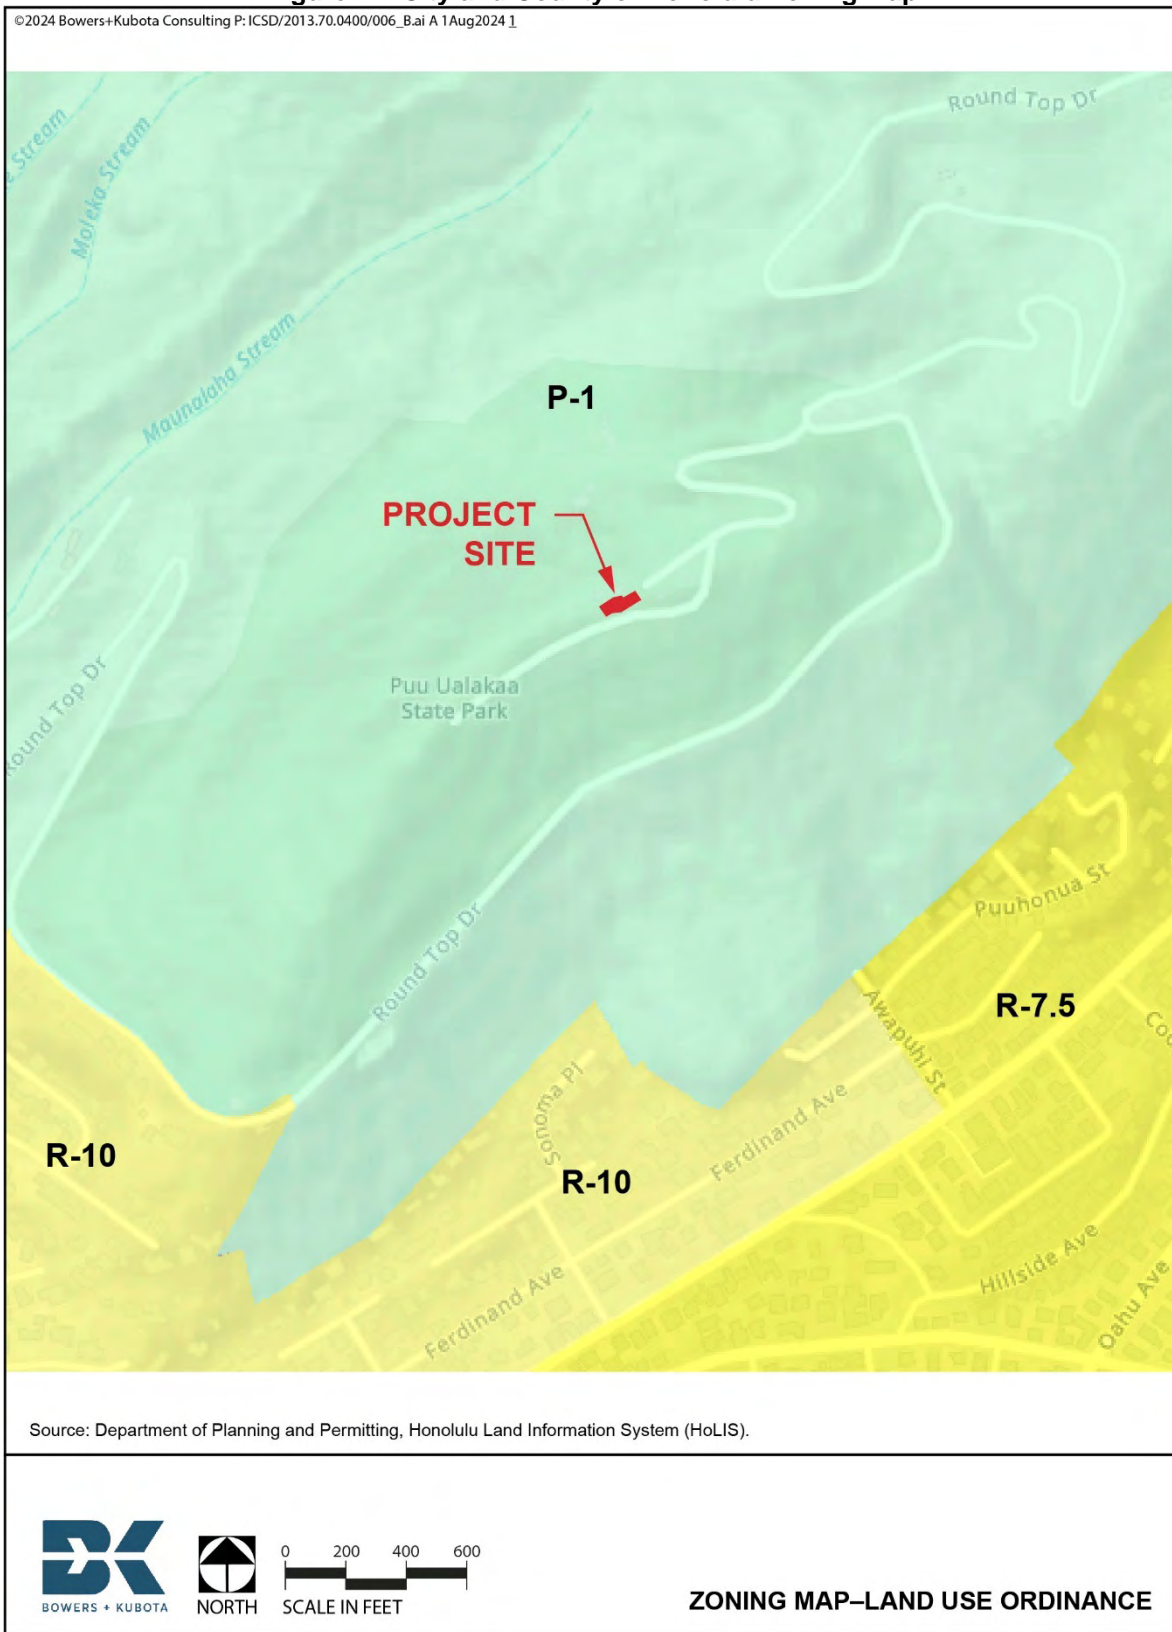 ©2024 Bowers+Kubota Consulting P: ICSD/2013.70.0400/006_B.ai A 1Aug2024 1
Round Top Dr
Stream
Moleka Stream
Maunalaha Stream
P-1
PROJECT
SITE
Puu Ualakaa
State Park
Round Top Dr
Round Top Dr
Puuhonua St
R-7.5
Awapuhi St
Sonoma Pl
Ferdinand Ave
R-10
R-10
Hillside Ave
Oahu Ave
Ferdinand Ave
Source: Department of Planning and Permitting, Honolulu Land Information System (HoLIS).
BK
BOWERS + KUBOTA
NORTH
0 200 400 600
SCALE IN FEET
ZONING MAP–LAND USE ORDINANCE